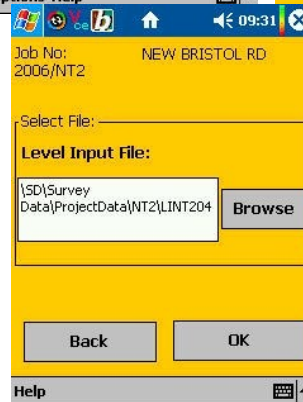 09:31
Job No: NEW BRISTOL RD
2006/NT2
Select File:
Level Input File:
\SD\Survey
Data\ProjectData\NT2\LINT204
Browse
Back OK
Help